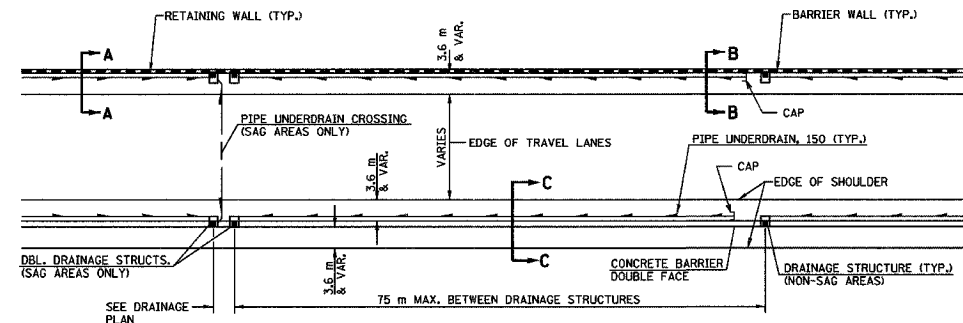 RETAINING WALL (TYP.)
BARRIER WALL (TYP.)
3.6 m
& VAR.
A
B
A
B
CAP
PIPE UNDERDRAIN CROSSING
(SAG AREAS ONLY)
VARIES
EDGE OF TRAVEL LANES
PIPE UNDERDRAIN, 150 (TYP.)
3.6 m
& VAR.
CAP
C
EDGE OF SHOULDER
DBL. DRAINAGE STRUCTS.
(SAG AREAS ONLY)
3.6 m
& VAR.
C
CONCRETE BARRIER
DOUBLE FACE
DRAINAGE STRUCTURE (TYP.)
(NON-SAG AREAS)
75 m MAX. BETWEEN DRAINAGE STRUCTURES
SEE DRAINAGE
PLAN